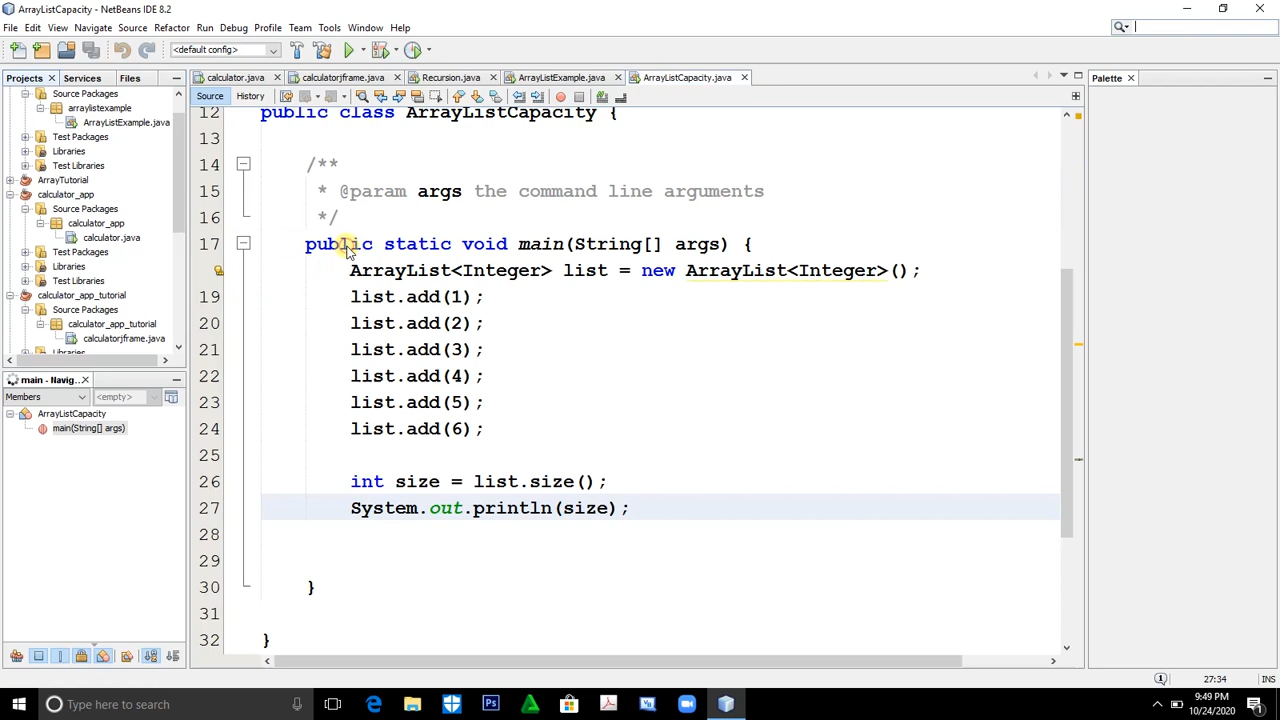 ArrayListCapacity - NetBeans IDE 8.2
File Edit View Navigate Source Refactor Run Debug Profile Team Tools Window Help
<default config>
Projects Services Files
calculator.java calculatorjframe.java Recursion.java ArrayListExample.java ArrayListCapacity.java
Palette
Source History
Source Packages
arraylistexample
ArrayListExample.java
Test Packages
Libraries
Test Libraries
ArrayTutorial
calculator_app
Source Packages
calculator_app
calculator.java
Test Packages
Libraries
Test Libraries
calculator_app_tutorial
Source Packages
calculator_app_tutorial
calculatorjframe.java
Libraries
main - Navig...
Members <empty>
ArrayListCapacity
main(String[] args)
12 public class ArrayListCapacity {
13
14 /**
15 * @param args the command line arguments
16 */
17 public static void main(String[] args) {
ArrayList<Integer> list = new ArrayList<Integer>();
19 list.add(1);
20 list.add(2);
21 list.add(3);
22 list.add(4);
23 list.add(5);
24 list.add(6);
25
26 int size = list.size();
27 System.out.println(size);
28
29
30 }
31
32 }
27:34 INS
Type here to search
9:49 PM
10/24/2020